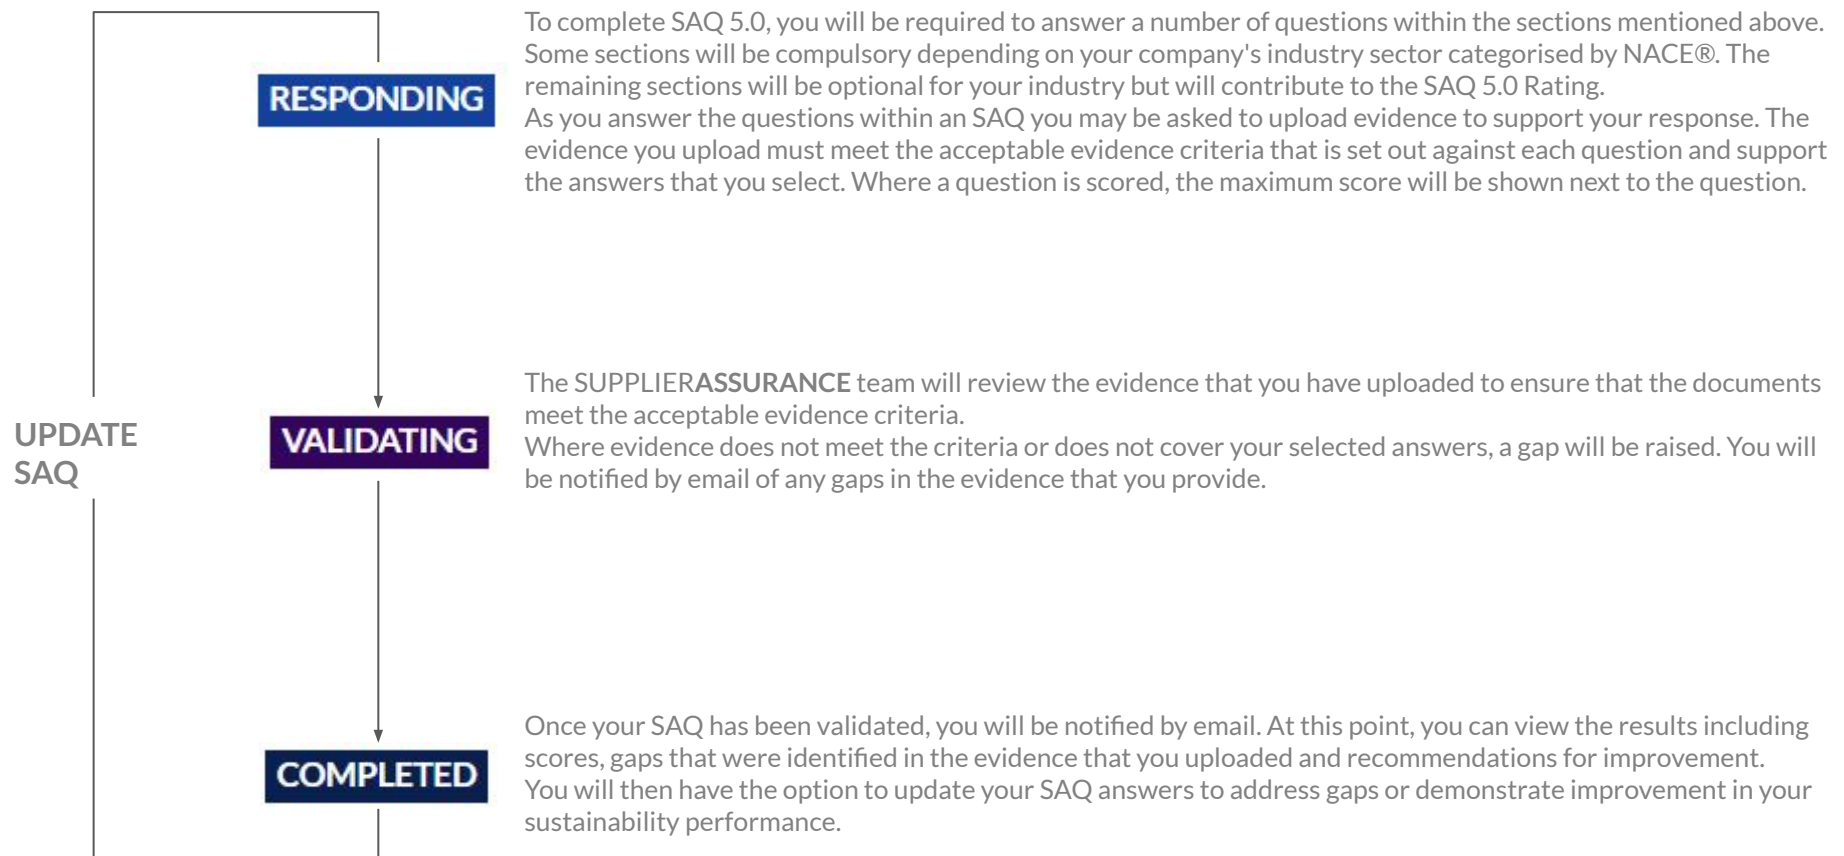 To complete SAQ 5.0, you will be required to answer a number of questions within the sections mentioned above.
Some sections will be compulsory depending on your company's industry sector categorised by NACE®. The
remaining sections will be optional for your industry but will contribute to the SAQ 5.0 Rating.
RESPONDING
As you answer the questions within an SAQ you may be asked to upload evidence to support your response. The
evidence you upload must meet the acceptable evidence criteria that is set out against each question and support
the answers that you select. Where a question is scored, the maximum score will be shown next to the question.
The SUPPLIERASSURANCE team will review the evidence that you have uploaded to ensure that the documents
meet the acceptable evidence criteria.
UPDATE
SAQ
VALIDATING
Where evidence does not meet the criteria or does not cover your selected answers, a gap will be raised. You will
be notified by email of any gaps in the evidence that you provide.
Once your SAQ has been validated, you will be notified by email. At this point, you can view the results including
scores, gaps that were identified in the evidence that you uploaded and recommendations for improvement.
COMPLETED
You will then have the option to update your SAQ answers to address gaps or demonstrate improvement in your
sustainability performance.